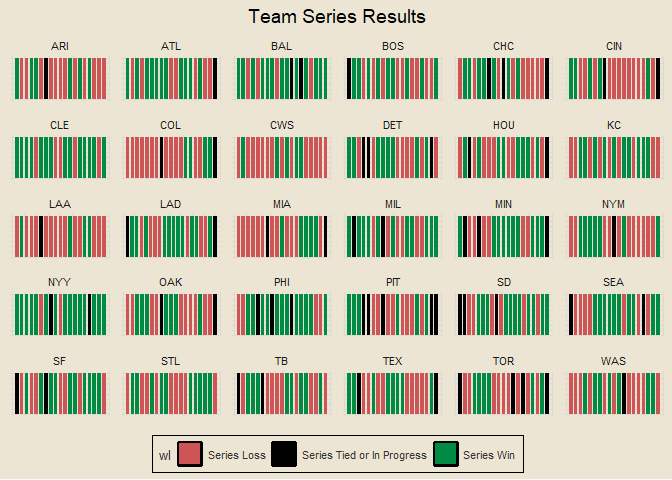 Team Series Results
ARI ATL BAL BOS CHC CIN
CLE COL CWS DET HOU KC
LAA LAD MIA MIL MIN NYM
NYY OAK PHI PIT SD SEA
SF STL TB TEX TOR WAS
wl Series Loss Series Tied or In Progress Series Win